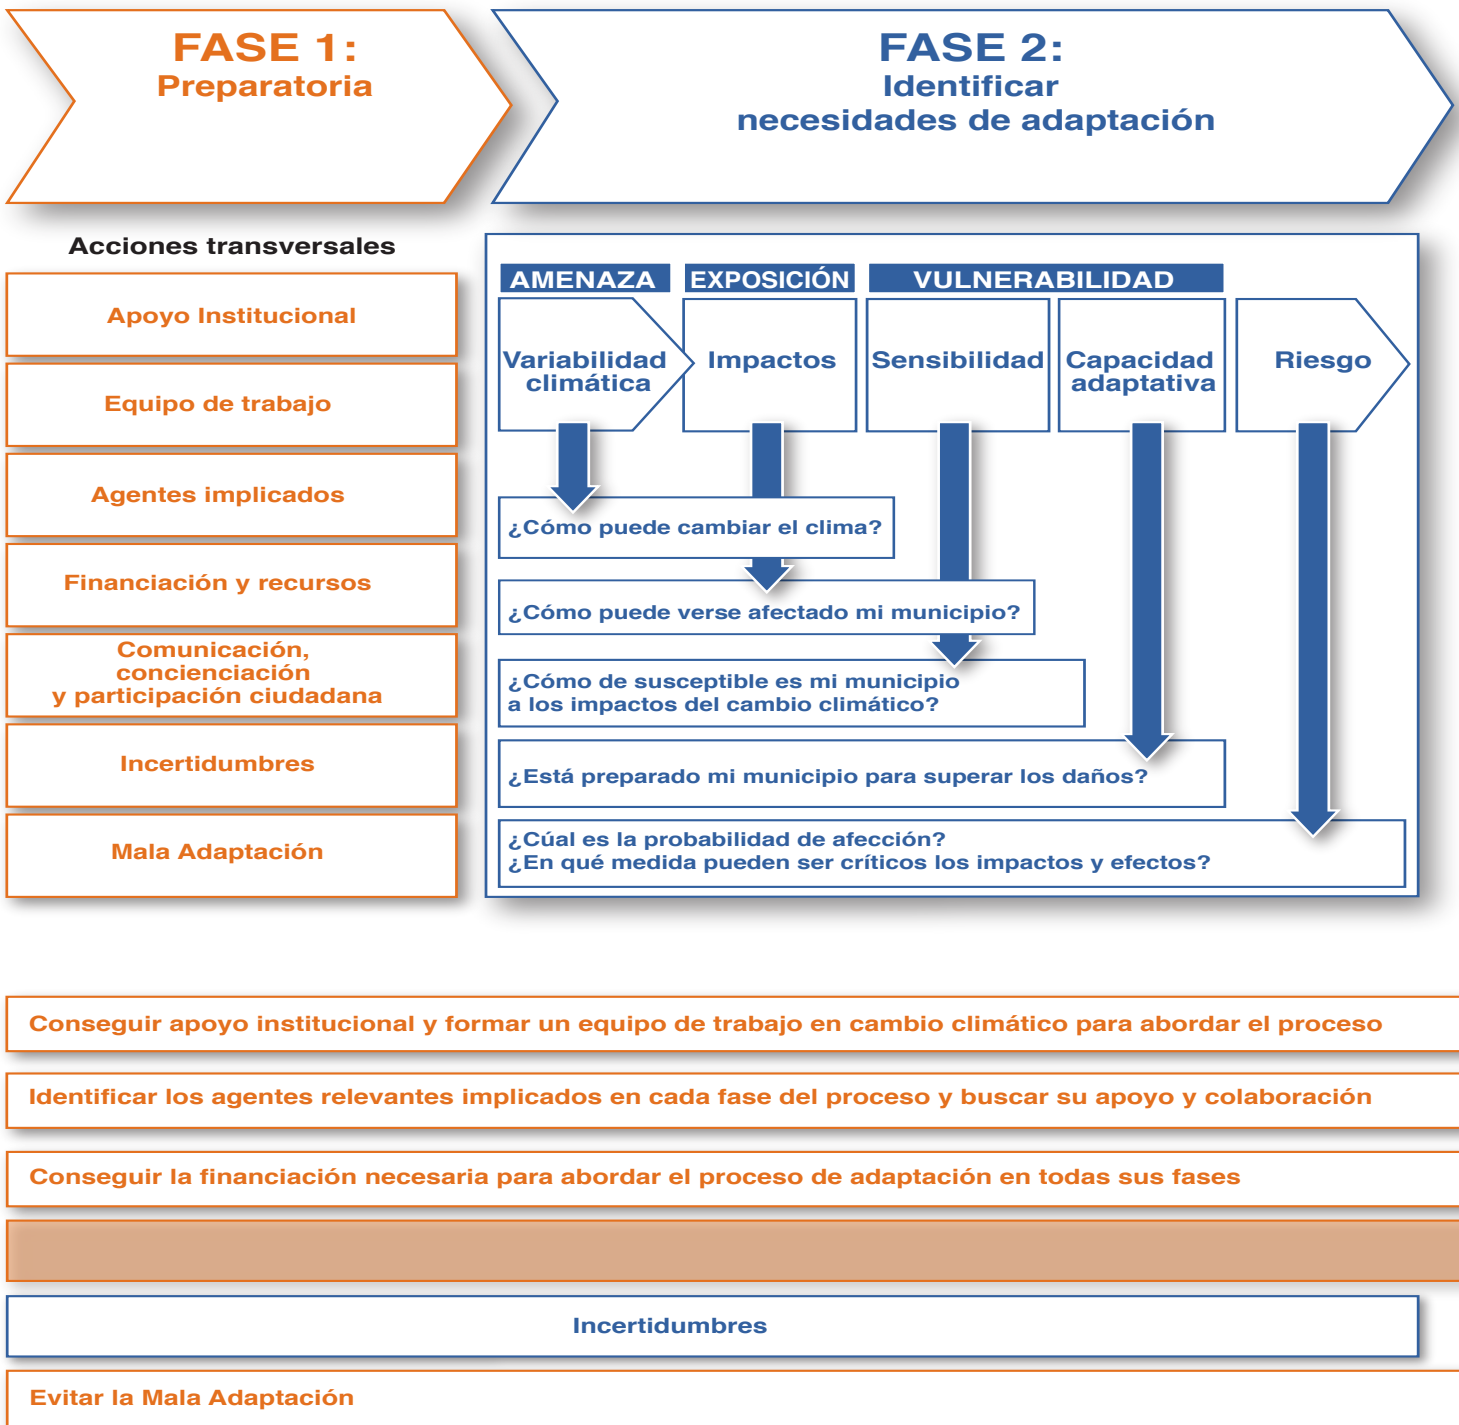 FASE 1:
Preparatoria
FASE 2:
Identificar
necesidades de adaptación
Acciones transversales
Apoyo Institucional
Equipo de trabajo
Agentes implicados
Financiación y recursos
Comunicación,
concienciación
y participación ciudadana
Incertidumbres
Mala Adaptación
AMENAZA
EXPOSICIÓN
VULNERABILIDAD
Variabilidad
climática
Impactos
Sensibilidad
Capacidad
adaptativa
Riesgo
¿Cómo puede cambiar el clima?
¿Cómo puede verse afectado mi municipio?
¿Cómo de susceptible es mi municipio
a los impactos del cambio climático?
¿Está preparado mi municipio para superar los daños?
¿Cúal es la probabilidad de afección?
¿En qué medida pueden ser críticos los impactos y efectos?
Conseguir apoyo institucional y formar un equipo de trabajo en cambio climático para abordar el proceso
Identificar los agentes relevantes implicados en cada fase del proceso y buscar su apoyo y colaboración
Conseguir la financiación necesaria para abordar el proceso de adaptación en todas sus fases
Incertidumbres
Evitar la Mala Adaptación